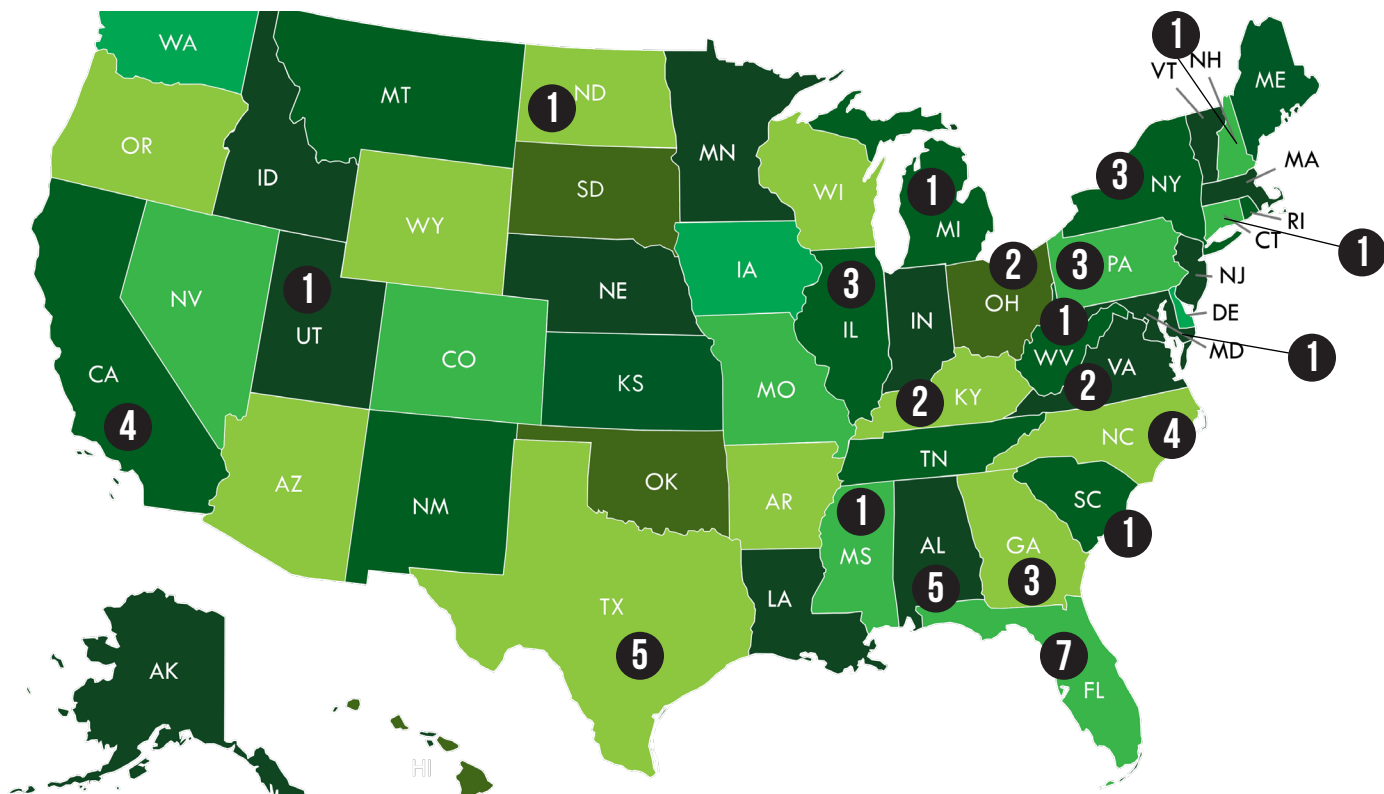 WA
MT
1 ND
MN
OR
ID
SD
WI
WY
1 MI
1
VT NH
ME
3 NY
MA
RI
CT
1
NV
1
UT
NE
IA
3
IL
IN
2
OH
3 PA
NJ
DE
MD
1
1
WV
2 VA
CA
4
CO
KS
MO
2 KY
NC 4
AZ
NM
OK
AR
TN
SC
1
1
MS
AL
5
GA
3
TX
5
LA
7
FL
AK
HI